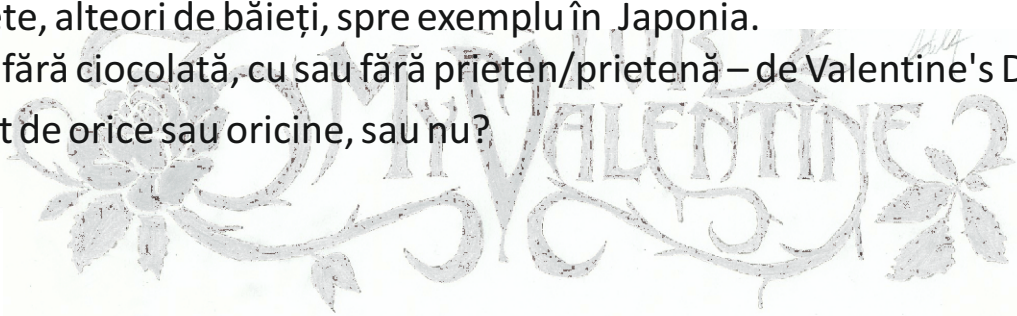 te, alteori de băieți, spre exemplu în Japonia.
fără ciocolată, cu sau fără prieten/prietenă – de Valentine's D
t de orice sau oricine, sau nu?
MY VALENTINE